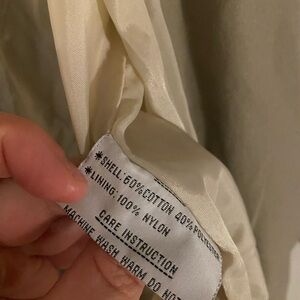 *SHELL:60%COTTON 40%POLYESTER
*LINING:100% NYLON
CARE INSTRUCTION
MACHINE WASH WARM DO NOT